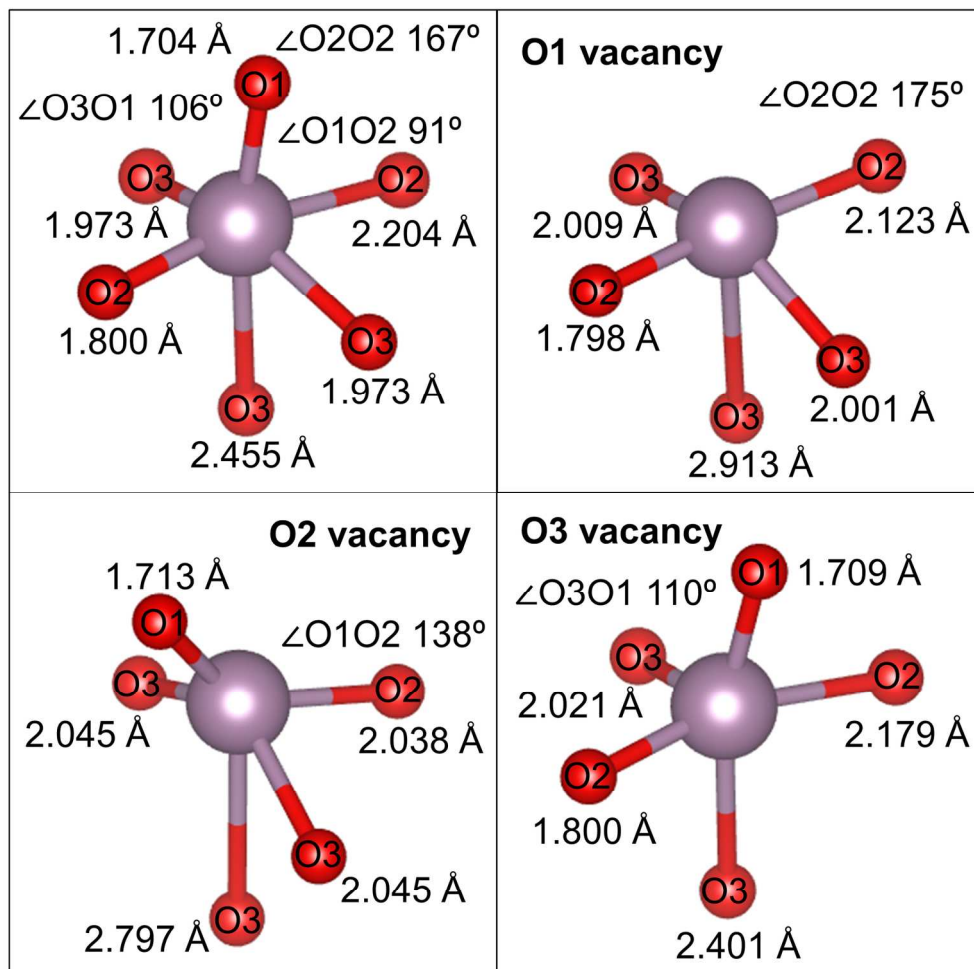 1.704 Å ∠O2O2 167º
O1
∠O3O1 106º
∠O1O2 91º
O3
O2
1.973 Å
2.204 Å
O2
1.800 Å
O3
1.973 Å
O3
2.455 Å
O1 vacancy
∠O2O2 175º
O3
O2
2.009 Å
2.123 Å
O2
1.798 Å
O3
2.001 Å
O3
2.913 Å
O2 vacancy
1.713 Å
O1
∠O1O2 138º
O3
O2
2.045 Å
2.038 Å
O3
2.045 Å
O3
2.797 Å
O3 vacancy
O1 1.709 Å
∠O3O1 110º
O3
O2
2.021 Å
2.179 Å
O2
1.800 Å
O3
2.401 Å